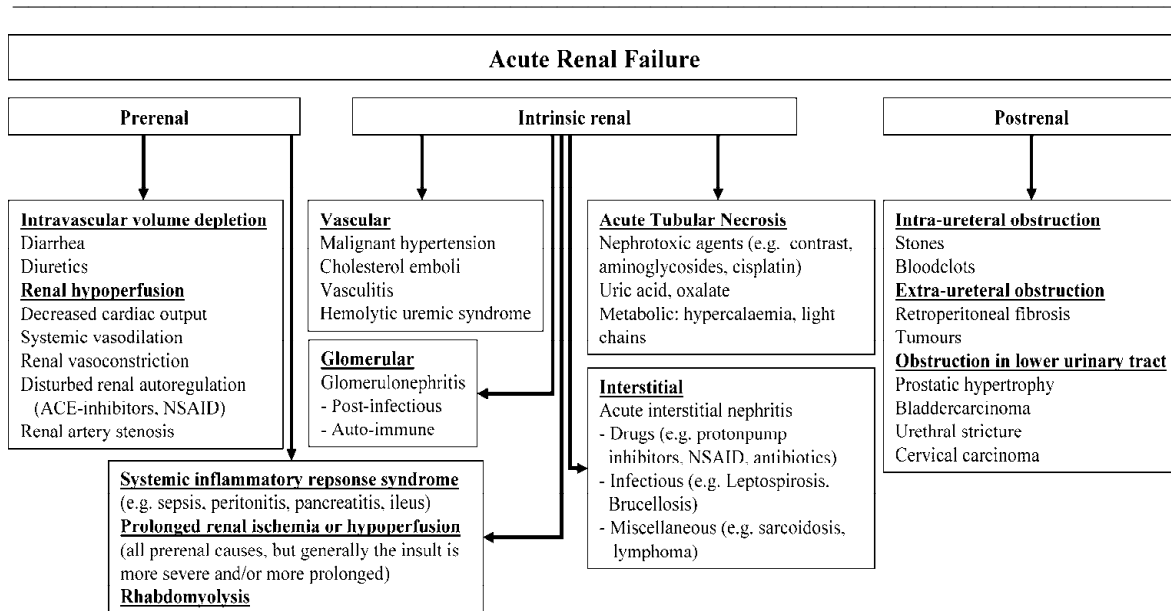 Acute Renal Failure
Prerenal
Intrinsic renal
Postrenal
Intravascular volume depletion
Diarrhea
Diuretics
Renal hypoperfusion
Decreased cardiac output
Systemic vasodilation
Renal vasoconstriction
Disturbed renal autoregulation
(ACE-inhibitors, NSAID)
Renal artery stenosis
Vascular
Malignant hypertension
Cholesterol emboli
Vasculitis
Hemolytic uremic syndrome
Glomerular
Glomerulonephritis
- Post-infectious
- Auto-immune
Systemic inflammatory repsonse syndrome
(e.g. sepsis, peritonitis, pancreatitis, ileus)
Prolonged renal ischemia or hypoperfusion
(all prerenal causes, but generally the insult is
more severe and/or more prolonged)
Rhabdomyolysis
Acute Tubular Necrosis
Nephrotoxic agents (e.g. contrast,
aminoglycosides, cisplatin)
Uric acid, oxalate
Metabolic: hypercalaemia, light
chains
Interstitial
Acute interstitial nephritis
- Drugs (e.g. protonpump
inhibitors, NSAID, antibiotics)
- Infectious (e.g. Leptospirosis.
Brucellosis)
- Miscellaneous (e.g. sarcoidosis,
lymphoma)
Intra-ureteral obstruction
Stones
Bloodclots
Extra-ureteral obstruction
Retroperitoneal fibrosis
Tumours
Obstruction in lower urinary tract
Prostatic hypertrophy
Bladdercarcinoma
Urethral stricture
Cervical carcinoma